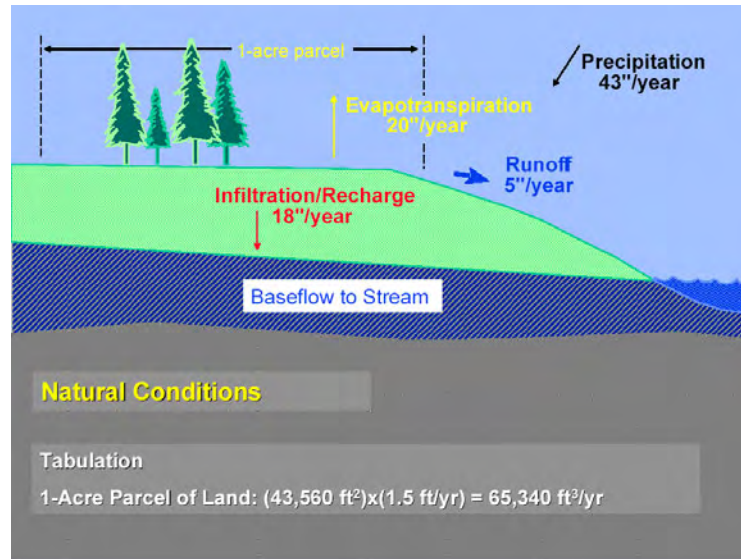 1-acre parcel
Precipitation
43"/year
Evapotranspiration
20"/year
Runoff
5"/year
Infiltration/Recharge
18"/year
Baseflow to Stream
Natural Conditions
Tabulation
1-Acre Parcel of Land: (43,560 ft²)x(1.5 ft/yr) = 65,340 ft³/yr